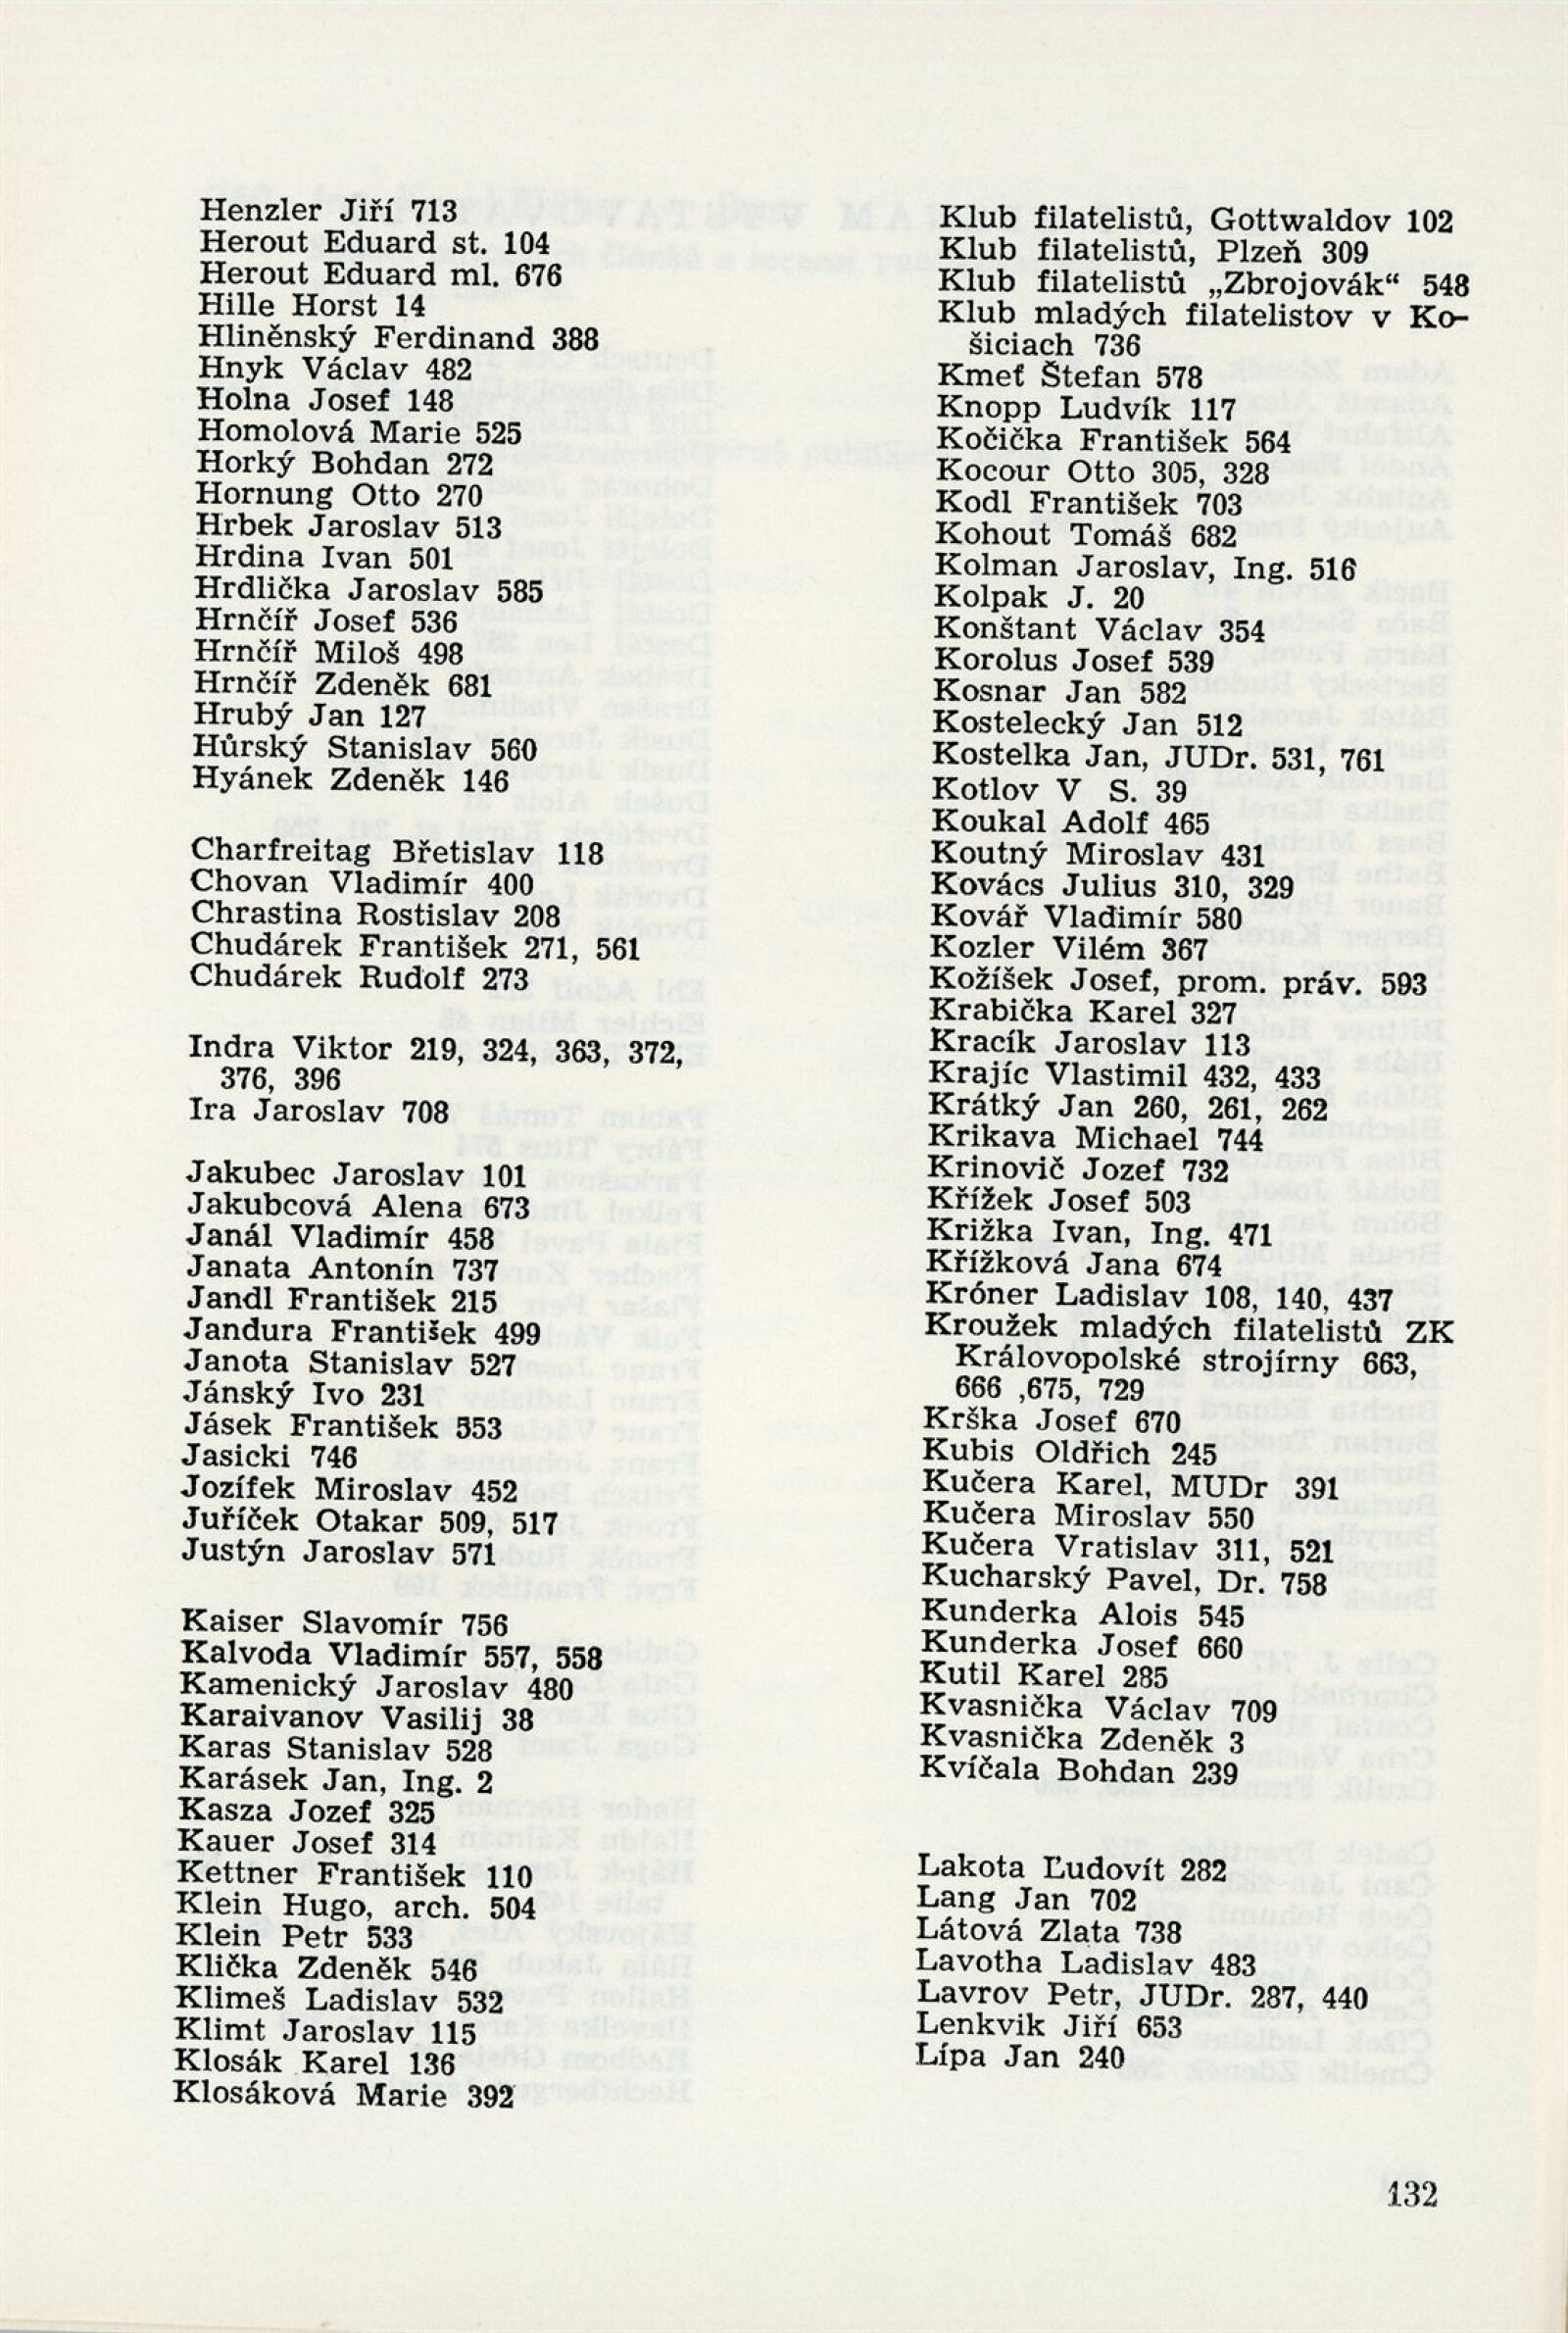 Henzler Jiří 713
Herout Eduard st. 104
Herout Eduard ml. 676
Hille Horst 14
Hliněnský Ferdinand 388
Hnyk Václav 482
Holna Josef 148
Homolová Marie 525
Horký Bohdan 272
Hornung Otto 270
Hrbek Jaroslav 513
Hrdina Ivan 501
Hrdlička Jaroslav 585
Hrnčíř Josef 536
Hrnčíř Miloš 498
Hrnčíř Zdeněk 681
Hrubý Jan 127
Hůrský Stanislav 560
Hyánek Zdeněk 146
Charfreitag Břetislav 118
Chovan Vladimír 400
Chrastina Rostislav 208
Chudárek František 271, 561
Chudárek Rudolf 273
Indra Viktor 219, 324, 363, 372,
376, 396
Ira Jaroslav 708
Jakubec Jaroslav 101
Jakubcová Alena 673
Janál Vladimír 458
Janata Antonín 737
Jandl František 215
Jandura František 499
Janota Stanislav 527
Jánský Ivo 231
Jásek František 553
Jasicki 746
Jozífek Miroslav 452
Juříček Otakar 509, 517
Justýn Jaroslav 571
Kaiser Slavomír 756
Kalvoda Vladimír 557, 558
Kamenický Jaroslav 480
Karaivanov Vasilij 38
Karas Stanislav 528
Karásek Jan, Ing. 2
Kasza Jozef 325
Kauer Josef 314
Kettner František 110
Klein Hugo, arch. 504
Klein Petr 533
Klička Zdeněk 546
Klimeš Ladislav 532
Klimt Jaroslav 115
Klosák Karel 136
Klosáková Marie 392
Klub filatelistů, Gottwaldov 102
Klub filatelistů, Plzeň 309
Klub filatelistů „Zbrojovák“ 548
Klub mladých filatelistov v Ko-
šiciach 736
Kmeť Štefan 578
Knopp Ludvík 117
Kočička František 564
Kocour Otto 305, 328
Kodl František 703
Kohout Tomáš 682
Kolman Jaroslav, Ing. 516
Kolpak J. 20
Konštant Václav 354
Korolus Josef 539
Kosnar Jan 582
Kostelecký Jan 512
Kostelka Jan, JUDr. 531, 761
Kotlov V S. 39
Koukal Adolf 465
Koutný Miroslav 431
Kovács Julius 310, 329
Kovář Vladimír 580
Kozler Vilém 367
Kožíšek Josef, prom. práv. 593
Krabička Karel 327
Kracík Jaroslav 113
Krajíc Vlastimil 432, 433
Krátký Jan 260, 261, 262
Krikava Michael 744
Krinovič Jozef 732
Křížek Josef 503
Križka Ivan, Ing. 471
Křížková Jana 674
Króner Ladislav 108, 140, 437
Kroužek mladých filatelistů ZK
Královopolské strojírny 663,
666 ,675, 729
Krška Josef 670
Kubis Oldřich 245
Kučera Karel, MUDr 391
Kučera Miroslav 550
Kučera Vratislav 311, 521
Kucharský Pavel, Dr. 758
Kunderka Alois 545
Kunderka Josef 660
Kutil Karel 285
Kvasnička Václav 709
Kvasnička Zdeněk 3
Kvíčala Bohdan 239
Lakota Ľudovít 282
Lang Jan 702
Látová Zlata 738
Lavotha Ladislav 483
Lavrov Petr, JUDr. 287, 440
Lenkvik Jiří 653
Lípa Jan 240
132